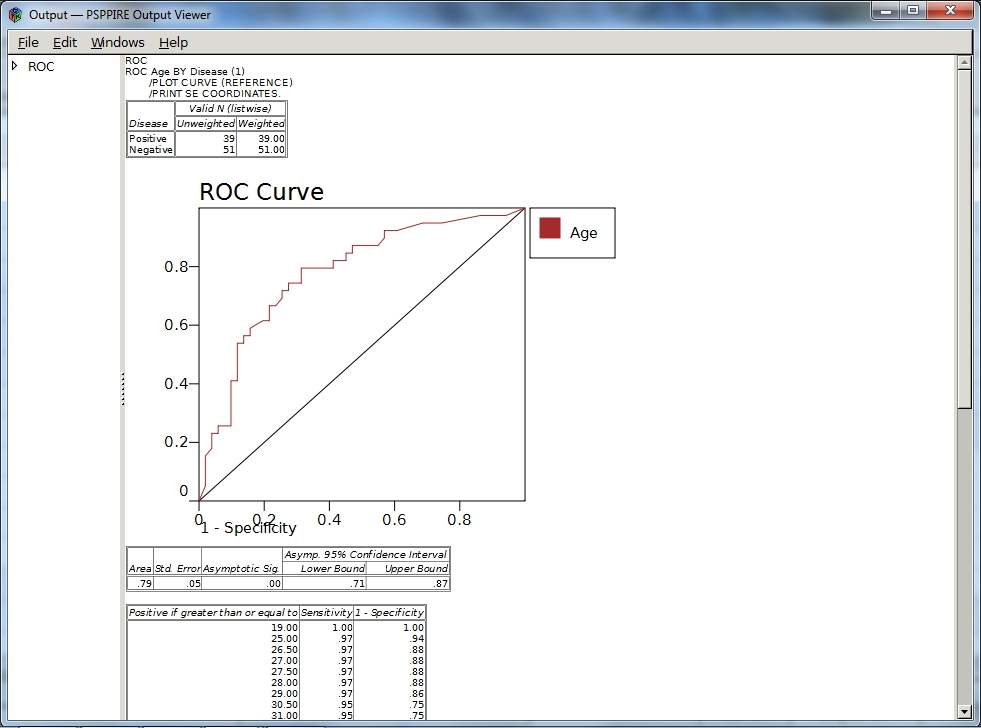 Output — PSPPIRE Output Viewer
File Edit Windows Help
ROC
ROC
ROC Age BY Disease (1)
/PLOT CURVE (REFERENCE)
/PRINT SE COORDINATES.
Valid N (listwise)
Disease Unweighted Weighted
Positive 39 39.00
Negative 51 51.00
ROC Curve
Age
0.8
0.6
0.4
0.2
0
0 0.2 0.4 0.6 0.8
1 - Specificity
Asymp. 95% Confidence Interval
Area Std. Error Asymptotic Sig. Lower Bound Upper Bound
.79 .05 .00 .71 .87
Positive if greater than or equal to Sensitivity 1 - Specificity
19.00 1.00 1.00
25.00 .97 .94
26.50 .97 .88
27.00 .97 .88
27.50 .97 .88
28.00 .97 .88
29.00 .97 .86
30.50 .95 .75
31.00 .95 .75